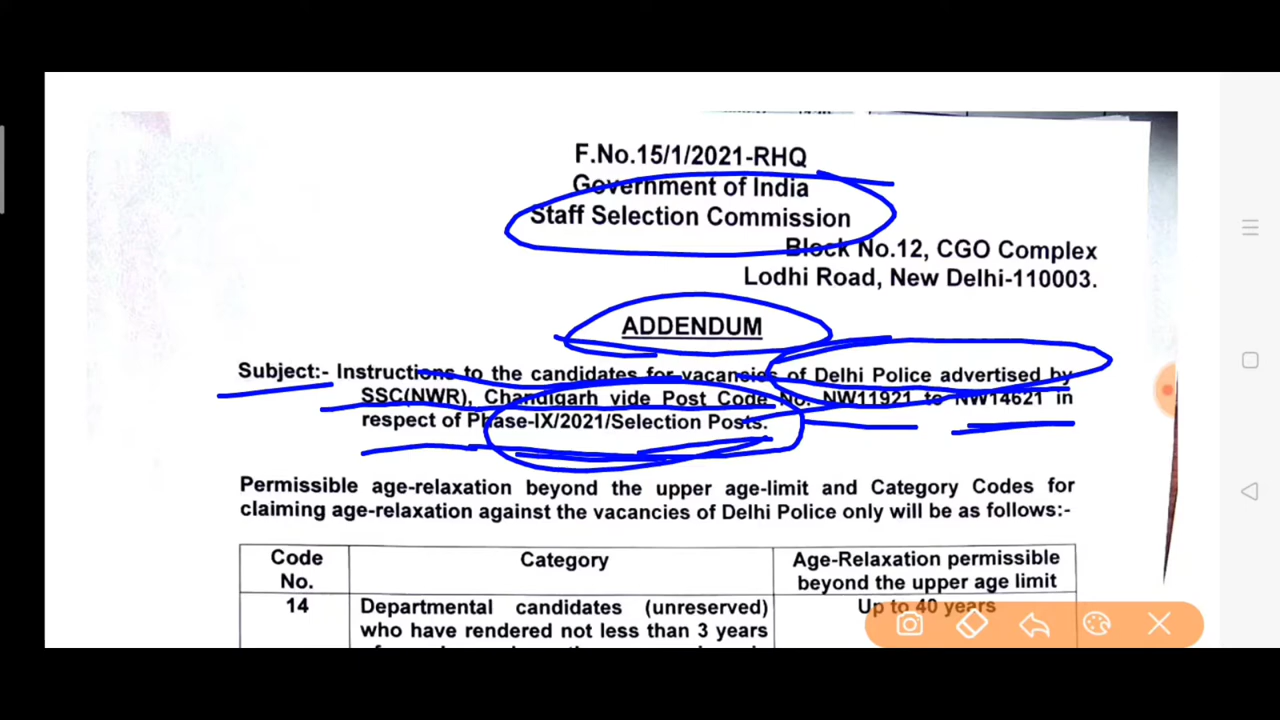 F.No.15/1/2021-RHQ
Government of India
Staff Selection Commission
Block No.12, CGO Complex
Lodhi Road, New Delhi-110003.
ADDENDUM
Subject:- Instructions to the candidates for vacancies of Delhi Police advertised by
SSC(NWR), Chandigarh vide Post Code No. NW11921 to NW14621 in
respect of Phase-IX/2021/Selection Posts.
Permissible age-relaxation beyond the upper age-limit and Category Codes for
claiming age-relaxation against the vacancies of Delhi Police only will be as follows:-
Code Category Age-Relaxation permissible
No. beyond the upper age limit
14 Departmental candidates (unreserved) Up to 40 years
who have rendered not less than 3 years